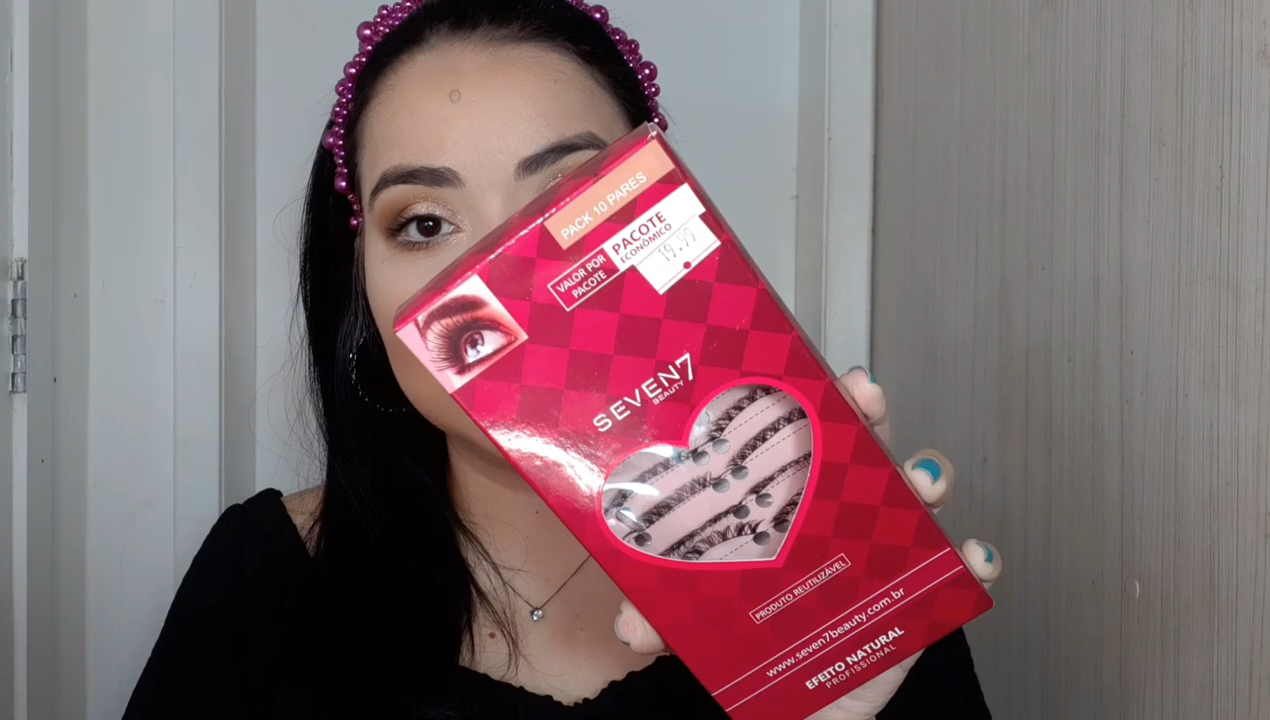 PACK 10 PARES
VALOR POR
PACOTE
PACOTE
ECONÔMICO
19.99
SEVEN7
BEAUTY
PRODUTO REUTILIZÁVEL
www.seven7beauty.com.br
EFEITO NATURAL
PROFISSIONAL